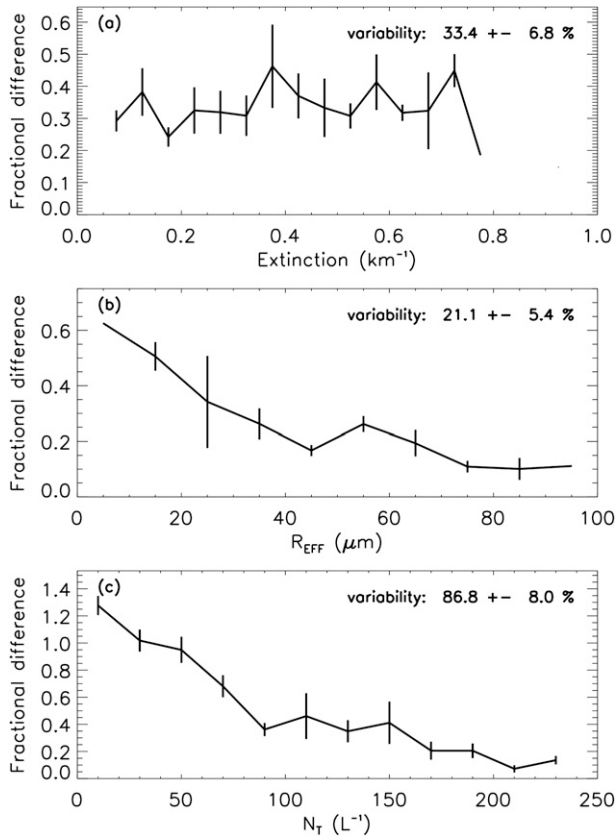 (a)
variability: 33.4 +− 6.8 %
Fractional difference
0.6
0.5
0.4
0.3
0.2
0.1
0.0
0.0 0.2 0.4 0.6 0.8 1.0
Extinction (km⁻¹)
(b)
variability: 21.1 +− 5.4 %
Fractional difference
0.6
0.4
0.2
0.0
0 20 40 60 80 100
R_EFF (μm)
(c)
variability: 86.8 +− 8.0 %
Fractional difference
1.4
1.2
1.0
0.8
0.6
0.4
0.2
0.0
0 50 100 150 200 250
N_T (L⁻¹)